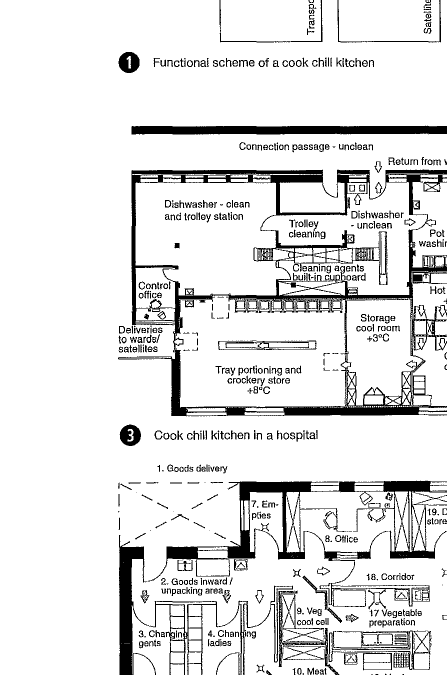 Transpo
Satellite
1 Functional scheme of a cook chill kitchen
Connection passage - unclean
Return from w
Dishwasher - clean
and trolley station
Trolley
cleaning
Dishwasher
- unclean
Pot
washin
Cleaning agents
built-in cupboard
Control
office
Hot
Storage
cool room
+3°C
Deliveries
to wards/
satellites
Tray portioning and
crockery store
+8°C
3 Cook chill kitchen in a hospital
1. Goods delivery
7. Em-
pties
8. Office
19. D
store
2. Goods inward /
unpacking area
18. Corridor
9. Veg
cool cell
17 Vegetable
preparation
3. Changing
gents
4. Changing
ladies
10. Meat